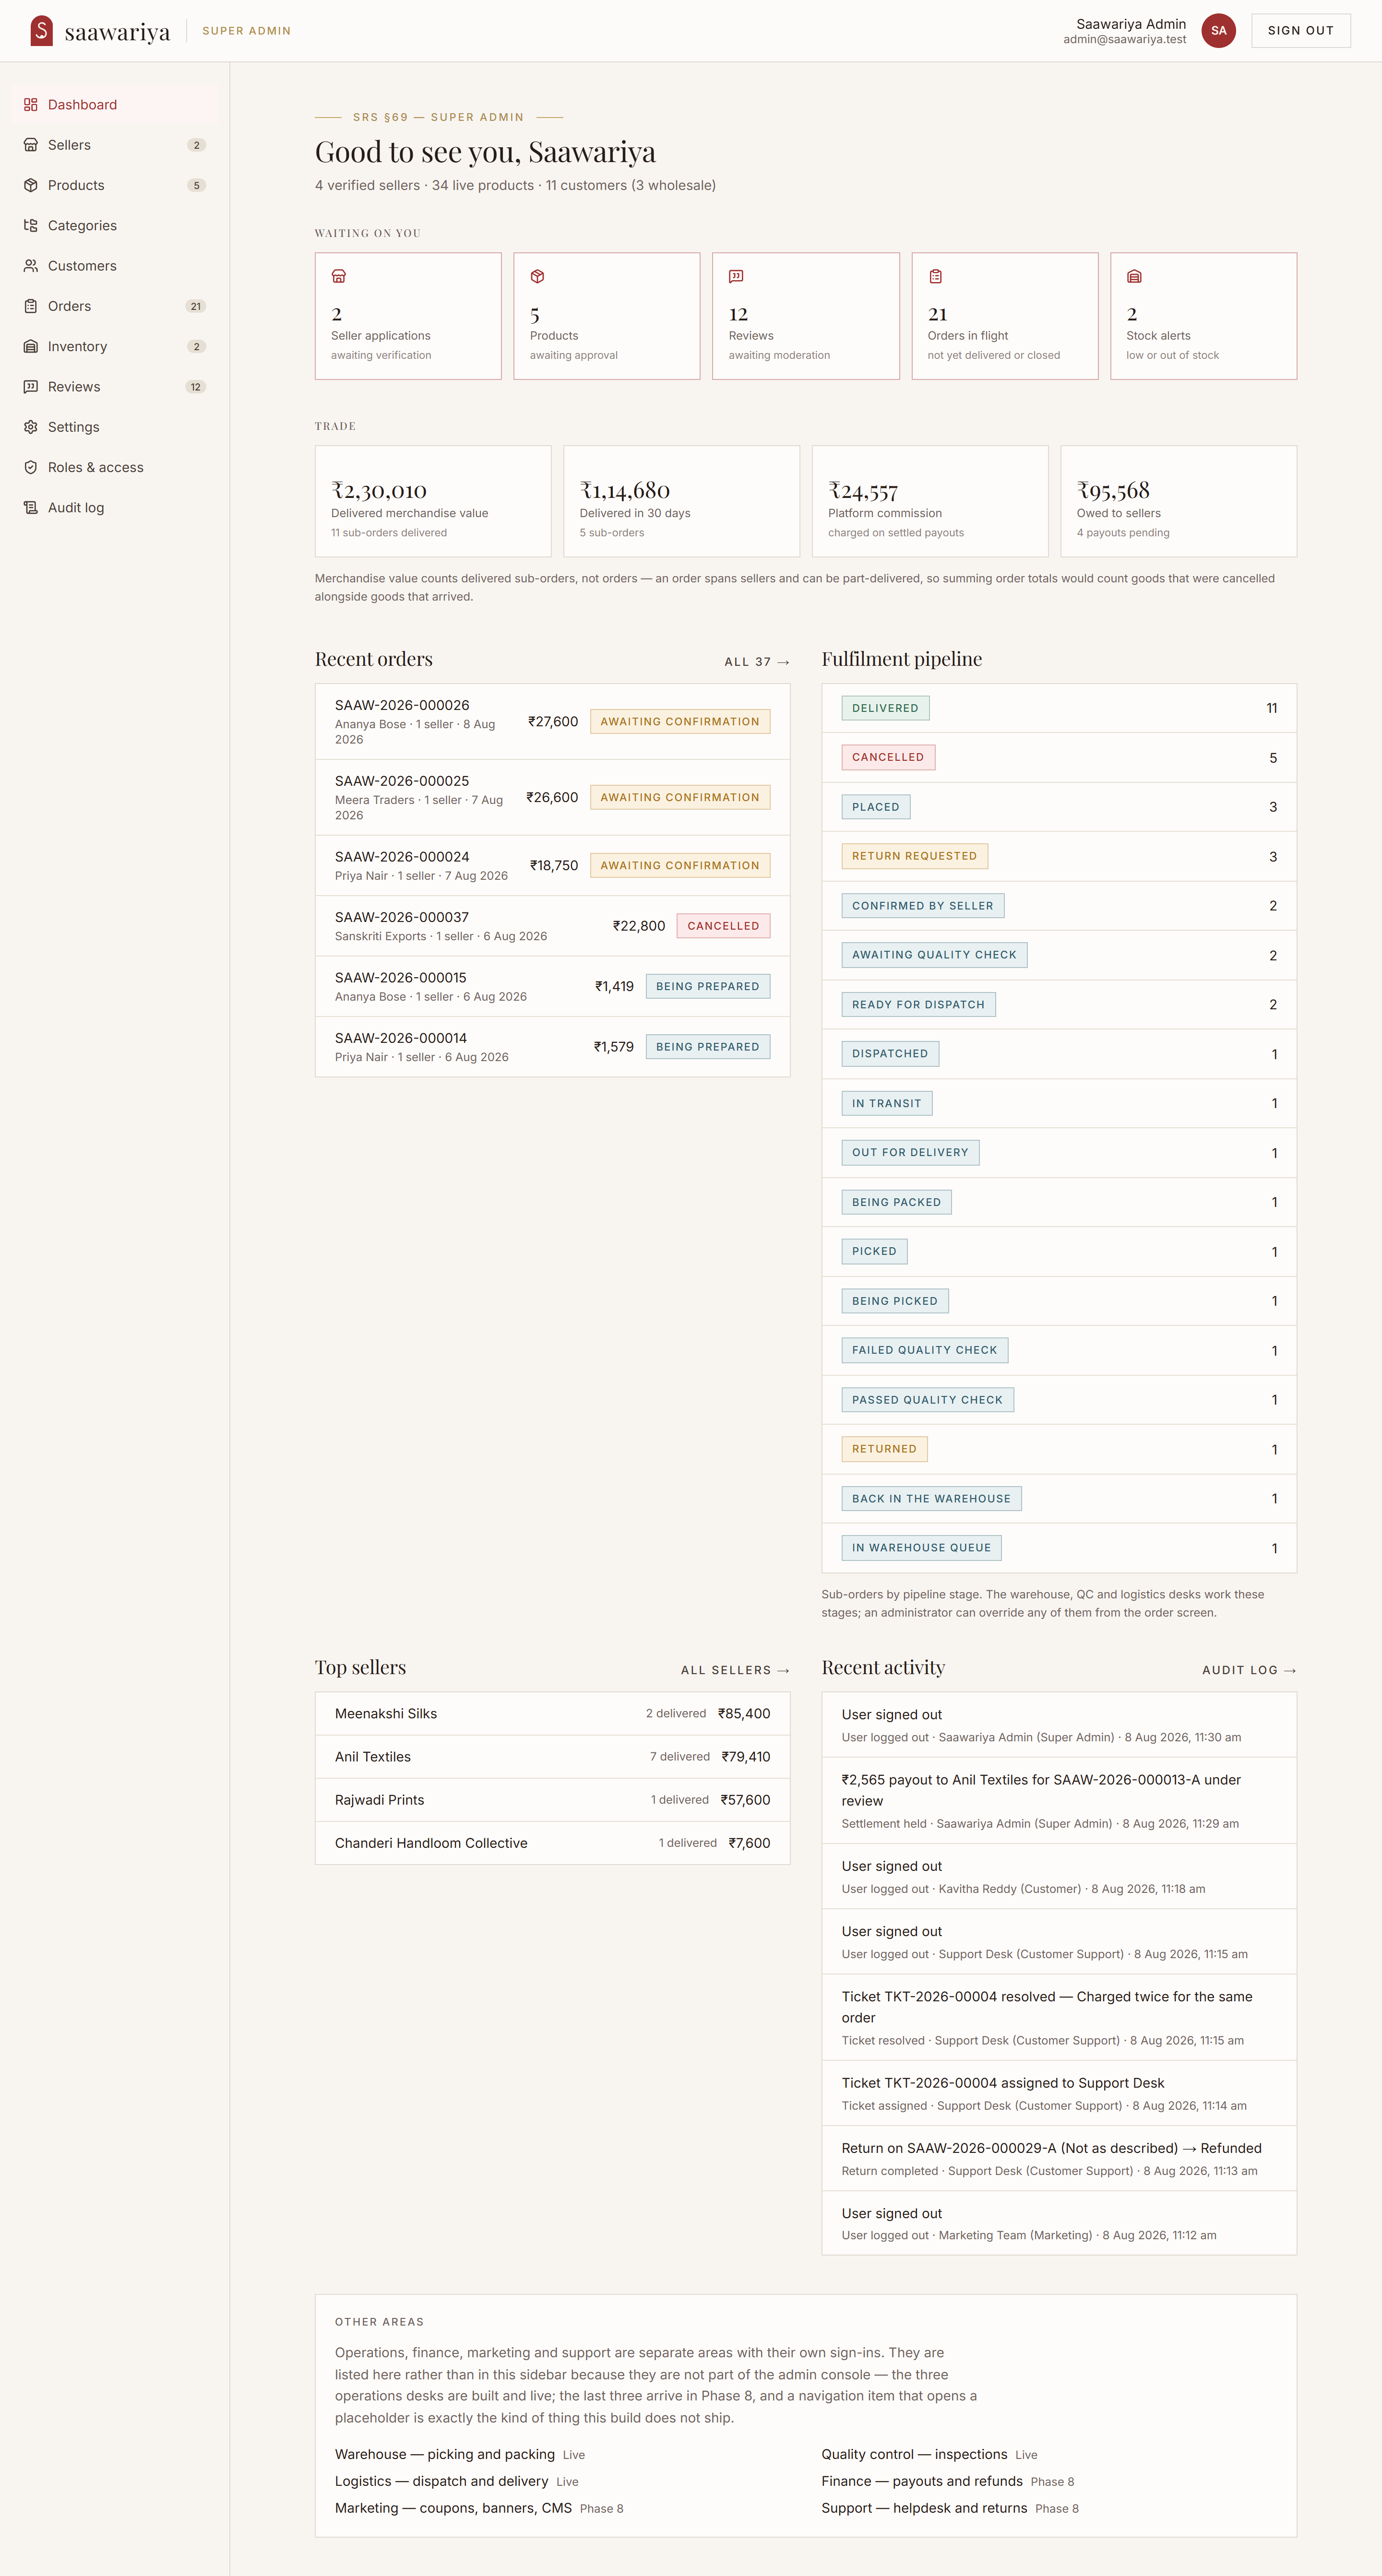 S saawariya SUPER ADMIN
Saawariya Admin
admin@saawariya.test
SA
SIGN OUT
Dashboard
Sellers 2
Products 5
Categories
Customers
Orders 21
Inventory 2
Reviews 12
Settings
Roles & access
Audit log
SRS §69 — SUPER ADMIN
Good to see you, Saawariya
4 verified sellers · 34 live products · 11 customers (3 wholesale)
WAITING ON YOU
2
Seller applications
awaiting verification
5
Products
awaiting approval
12
Reviews
awaiting moderation
21
Orders in flight
not yet delivered or closed
2
Stock alerts
low or out of stock
TRADE
₹2,30,010
Delivered merchandise value
11 sub-orders delivered
₹1,14,680
Delivered in 30 days
5 sub-orders
₹24,557
Platform commission
charged on settled payouts
₹95,568
Owed to sellers
4 payouts pending
Merchandise value counts delivered sub-orders, not orders — an order spans sellers and can be part-delivered, so summing order totals would count goods that were cancelled
alongside goods that arrived.
Recent orders ALL 37 →
SAAW-2026-000026
Ananya Bose · 1 seller · 8 Aug
2026
₹27,600 AWAITING CONFIRMATION
SAAW-2026-000025
Meera Traders · 1 seller · 7 Aug
2026
₹26,600 AWAITING CONFIRMATION
SAAW-2026-000024
Priya Nair · 1 seller · 7 Aug 2026
₹18,750 AWAITING CONFIRMATION
SAAW-2026-000037
Sanskriti Exports · 1 seller · 6 Aug 2026
₹22,800 CANCELLED
SAAW-2026-000015
Ananya Bose · 1 seller · 6 Aug 2026
₹1,419 BEING PREPARED
SAAW-2026-000014
Priya Nair · 1 seller · 6 Aug 2026
₹1,579 BEING PREPARED
Fulfilment pipeline
DELIVERED 11
CANCELLED 5
PLACED 3
RETURN REQUESTED 3
CONFIRMED BY SELLER 2
AWAITING QUALITY CHECK 2
READY FOR DISPATCH 2
DISPATCHED 1
IN TRANSIT 1
OUT FOR DELIVERY 1
BEING PACKED 1
PICKED 1
BEING PICKED 1
FAILED QUALITY CHECK 1
PASSED QUALITY CHECK 1
RETURNED 1
BACK IN THE WAREHOUSE 1
IN WAREHOUSE QUEUE 1
Sub-orders by pipeline stage. The warehouse, QC and logistics desks work these
stages; an administrator can override any of them from the order screen.
Top sellers ALL SELLERS →
Meenakshi Silks 2 delivered ₹85,400
Anil Textiles 7 delivered ₹79,410
Rajwadi Prints 1 delivered ₹57,600
Chanderi Handloom Collective 1 delivered ₹7,600
Recent activity AUDIT LOG →
User signed out
User logged out · Saawariya Admin (Super Admin) · 8 Aug 2026, 11:30 am
₹2,565 payout to Anil Textiles for SAAW-2026-000013-A under
review
Settlement held · Saawariya Admin (Super Admin) · 8 Aug 2026, 11:29 am
User signed out
User logged out · Kavitha Reddy (Customer) · 8 Aug 2026, 11:18 am
User signed out
User logged out · Support Desk (Customer Support) · 8 Aug 2026, 11:15 am
Ticket TKT-2026-00004 resolved — Charged twice for the same
order
Ticket resolved · Support Desk (Customer Support) · 8 Aug 2026, 11:15 am
Ticket TKT-2026-00004 assigned to Support Desk
Ticket assigned · Support Desk (Customer Support) · 8 Aug 2026, 11:14 am
Return on SAAW-2026-000029-A (Not as described) → Refunded
Return completed · Support Desk (Customer Support) · 8 Aug 2026, 11:13 am
User signed out
User logged out · Marketing Team (Marketing) · 8 Aug 2026, 11:12 am
OTHER AREAS
Operations, finance, marketing and support are separate areas with their own sign-ins. They are
listed here rather than in this sidebar because they are not part of the admin console — the three
operations desks are built and live; the last three arrive in Phase 8, and a navigation item that opens a
placeholder is exactly the kind of thing this build does not ship.
Warehouse — picking and packing Live
Quality control — inspections Live
Logistics — dispatch and delivery Live
Finance — payouts and refunds Phase 8
Marketing — coupons, banners, CMS Phase 8
Support — helpdesk and returns Phase 8